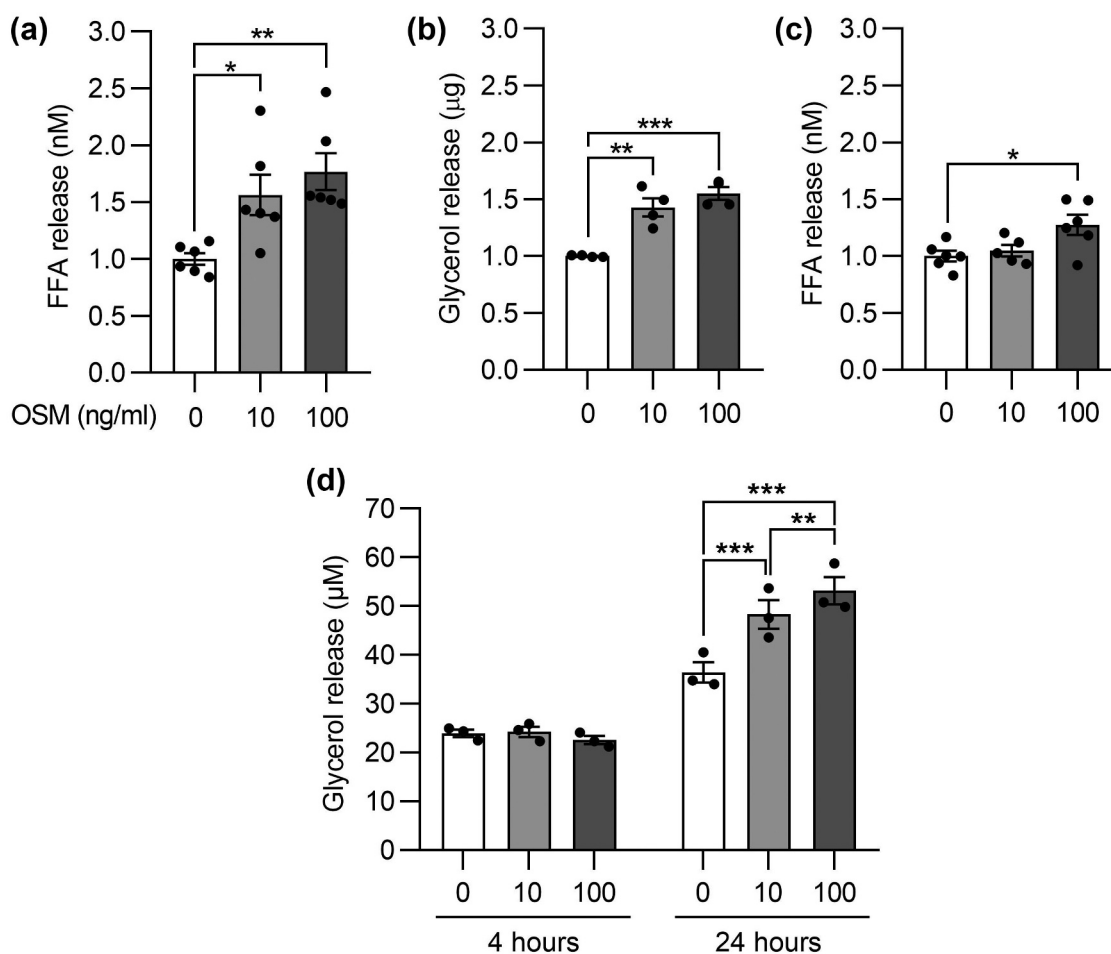 (a)
FFA release (nM)
3.0
2.5
2.0
1.5
1.0
0.5
0.0
**
*
OSM (ng/ml)
0 10 100
(b)
Glycerol release (μg)
3.0
2.5
2.0
1.5
1.0
0.5
0.0
***
**
0 10 100
(c)
FFA release (nM)
3.0
2.5
2.0
1.5
1.0
0.5
0.0
*
0 10 100
(d)
Glycerol release (μM)
70
60
50
40
30
20
10
0
***
***
**
0 10 100 0 10 100
4 hours 24 hours